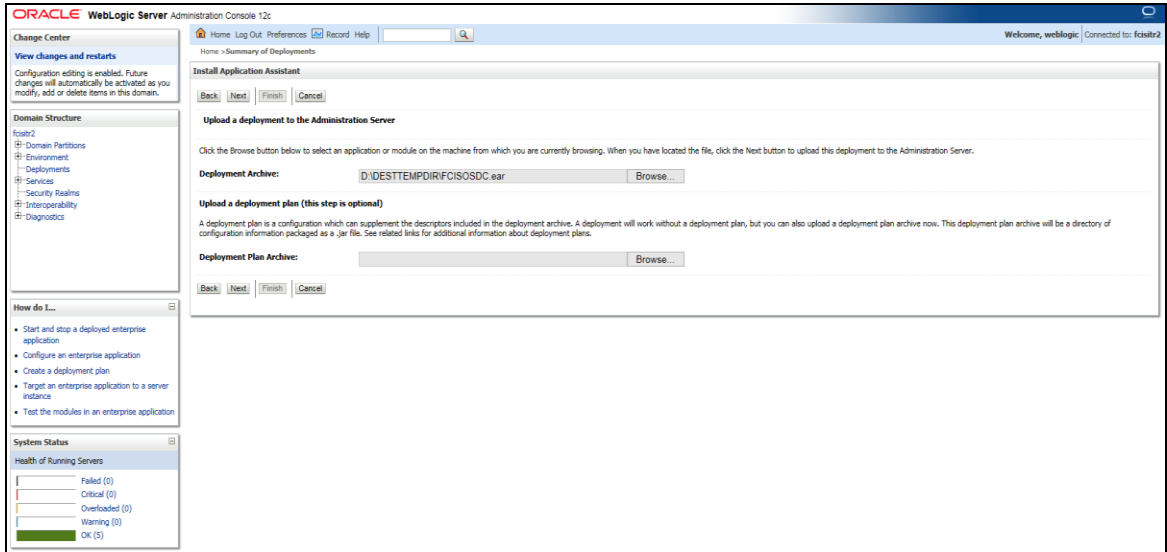 ORACLE WebLogic Server Administration Console 12c
Change Center
View changes and restarts
Configuration editing is enabled. Future
changes will automatically be activated as you
modify, add or delete items in this domain.
Domain Structure
fcisitr2
Domain Partitions
Environment
Deployments
Services
Security Realms
Interoperability
Diagnostics
How do I...
Start and stop a deployed enterprise
application
Configure an enterprise application
Create a deployment plan
Target an enterprise application to a server
instance
Test the modules in an enterprise application
System Status
Health of Running Servers
Failed (0)
Critical (0)
Overloaded (0)
Warning (0)
OK (5)
Home Log Out Preferences Record Help
Welcome, weblogic Connected to: fcisitr2
Home >Summary of Deployments
Install Application Assistant
Back Next Finish Cancel
Upload a deployment to the Administration Server
Click the Browse button below to select an application or module on the machine from which you are currently browsing. When you have located the file, click the Next button to upload this deployment to the Administration Server.
Deployment Archive: D:\DESTTEMPDIR\FCISOSDC.ear Browse...
Upload a deployment plan (this step is optional)
A deployment plan is a configuration which can supplement the descriptors included in the deployment archive. A deployment will work without a deployment plan, but you can also upload a deployment plan archive now. This deployment plan archive will be a directory of
configuration information packaged as a .jar file. See related links for additional information about deployment plans.
Deployment Plan Archive: Browse...
Back Next Finish Cancel